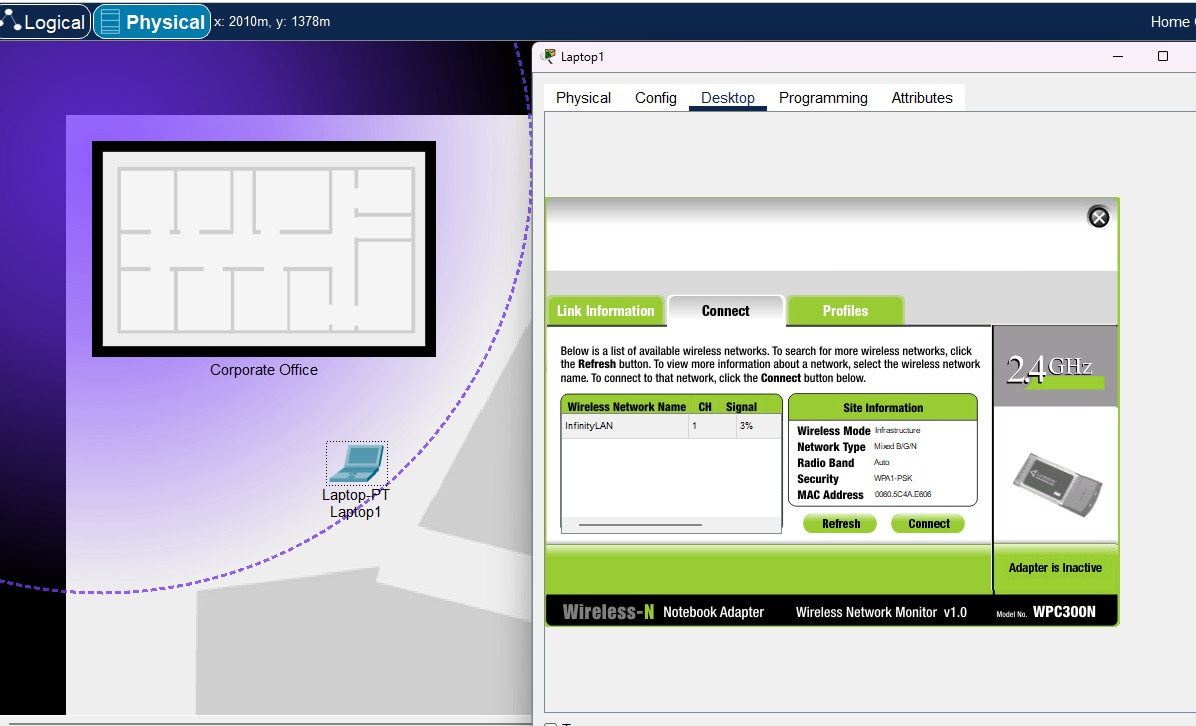 Logical Physical x: 2010m, y: 1378m Home
Laptop1
Physical Config Desktop Programming Attributes
Corporate Office
Laptop-PT
Laptop1
Link Information Connect Profiles
Below is a list of available wireless networks. To search for more wireless networks, click
the Refresh button. To view more information about a network, select the wireless network
name. To connect to that network, click the Connect button below.
2.4GHz
Wireless Network Name CH Signal
InfinityLAN 1 3%
Site Information
Wireless Mode Infrastructure
Network Type Mixed B/G/N
Radio Band Auto
Security WPA1-PSK
MAC Address 0060.5C4A.E606
Refresh Connect
Adapter is Inactive
Wireless-N Notebook Adapter Wireless Network Monitor v1.0 Model No. WPC300N